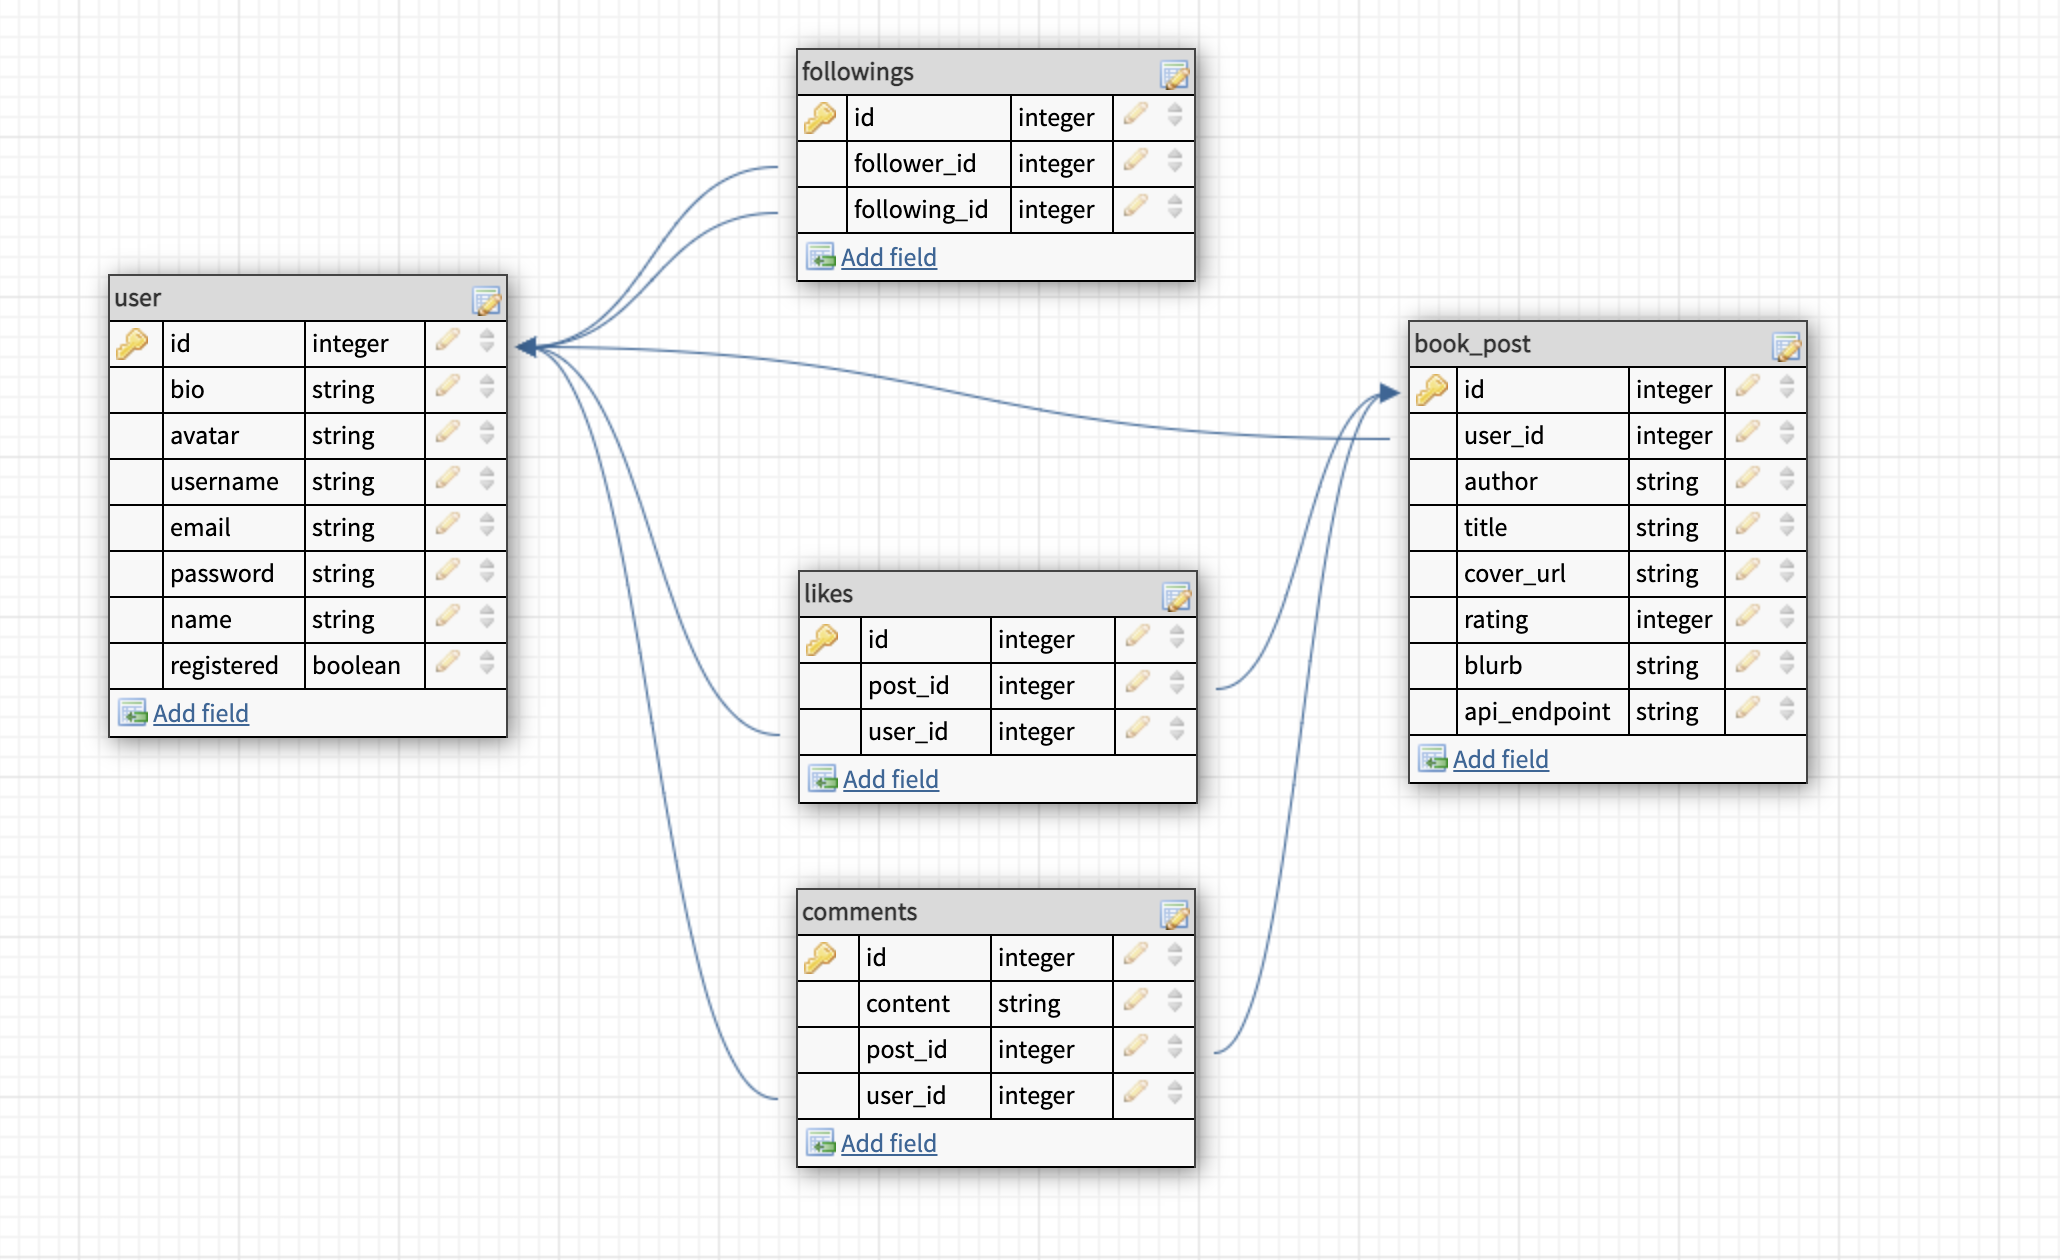 followings
id integer
follower_id integer
following_id integer
Add field
user
id integer
bio string
avatar string
username string
email string
password string
name string
registered boolean
Add field
book_post
id integer
user_id integer
author string
title string
cover_url string
rating integer
blurb string
api_endpoint string
Add field
likes
id integer
post_id integer
user_id integer
Add field
comments
id integer
content string
post_id integer
user_id integer
Add field